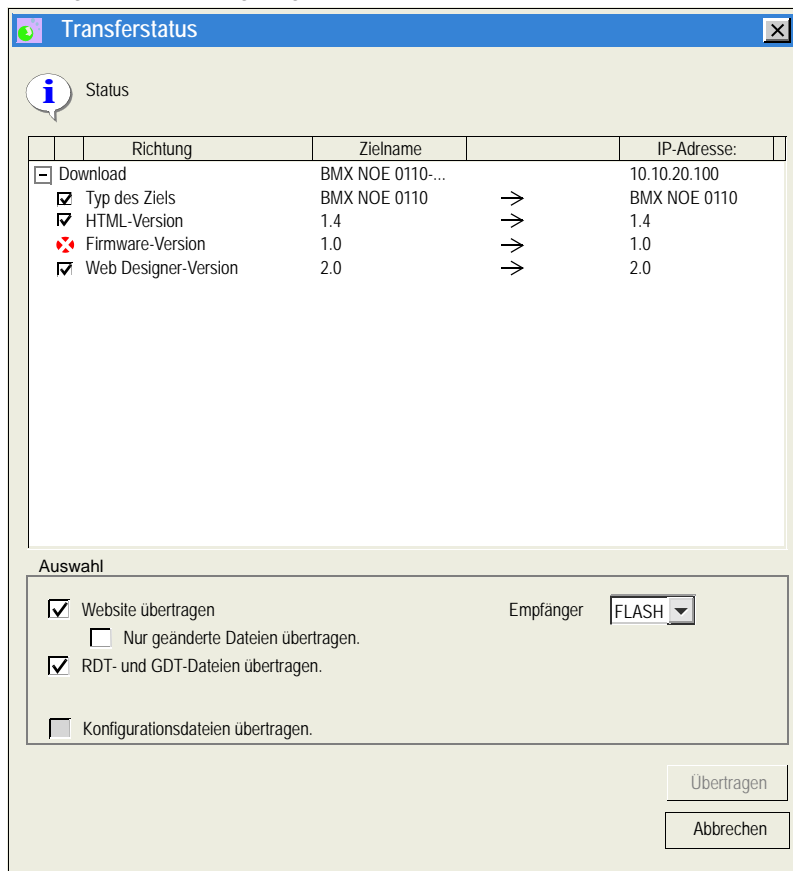 Transferstatus
Status
Richtung Zielname IP-Adresse:
Download BMX NOE 0110-... 10.10.20.100
Typ des Ziels BMX NOE 0110 BMX NOE 0110
HTML-Version 1.4 1.4
Firmware-Version 1.0 1.0
Web Designer-Version 2.0 2.0
Auswahl
Website übertragen Empfänger FLASH
Nur geänderte Dateien übertragen.
RDT- und GDT-Dateien übertragen.
Konfigurationsdateien übertragen.
Übertragen
Abbrechen